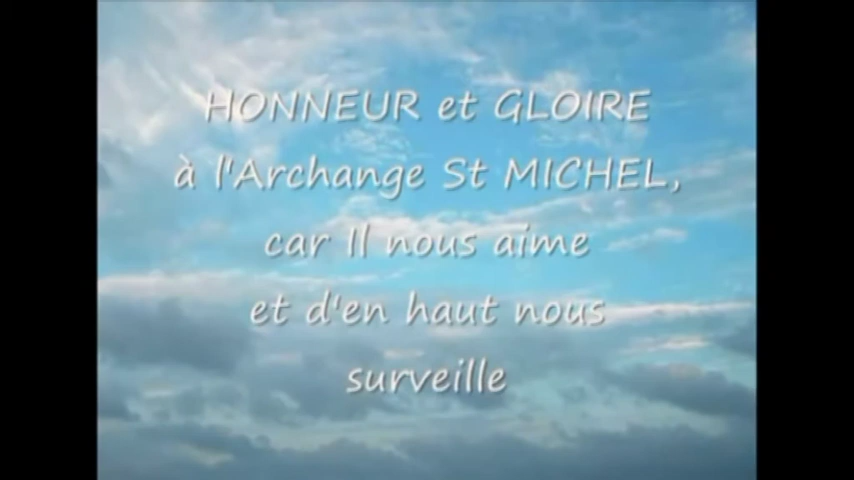 HONNEUR et GLOIRE
à l'Archange St MICHEL,
car Il nous aime
et d'en haut nous
surveille